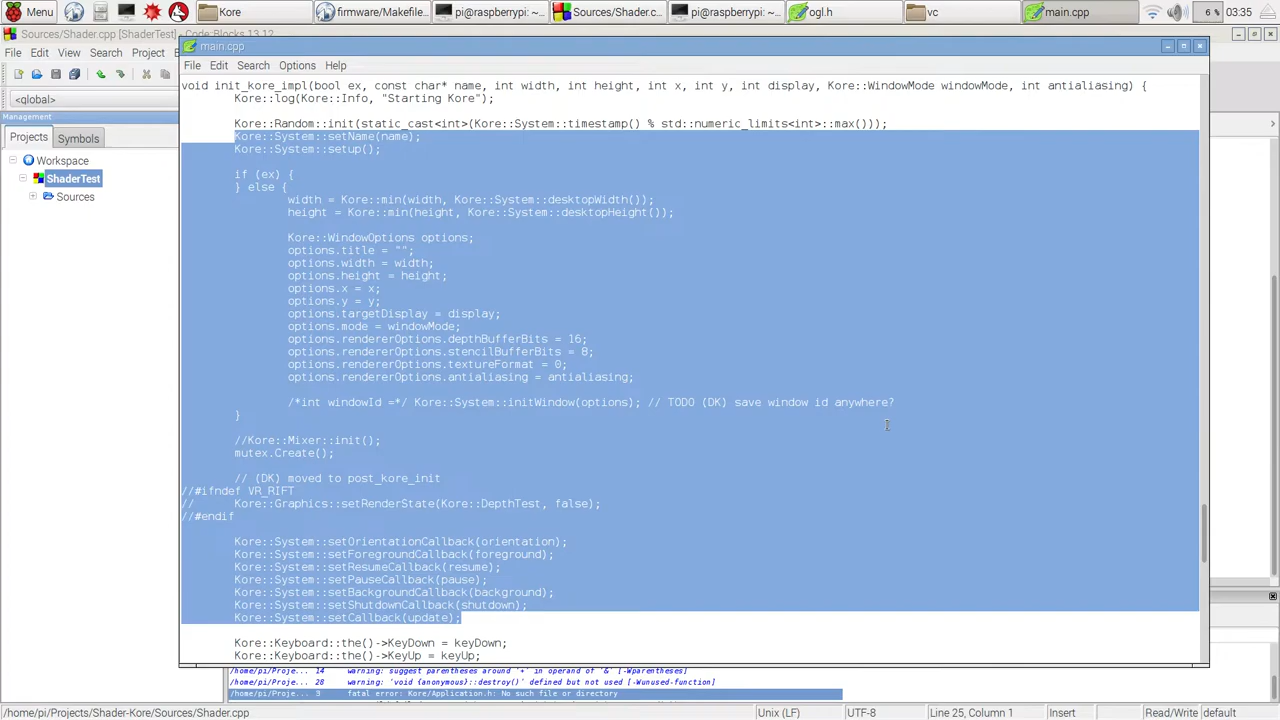 Menu
Kore
firmware/Makefile...
pi@raspberrypi: ~...
Sources/Shader.c...
pi@raspberrypi: ~...
ogl.h
vc
main.cpp
6 %
03:35
Sources/Shader.cpp [ShaderTest] - Code::Blocks 13.12
File Edit View Search Project
<global>
Management
Projects Symbols
Workspace
ShaderTest
Sources
main.cpp
File Edit Search Options Help
void init_kore_impl(bool ex, const char* name, int width, int height, int x, int y, int display, Kore::WindowMode windowMode, int antialiasing) {
Kore::log(Kore::Info, "Starting Kore");
Kore::Random::init(static_cast<int>(Kore::System::timestamp() % std::numeric_limits<int>::max()));
Kore::System::setName(name);
Kore::System::setup();
if (ex) {
} else {
width = Kore::min(width, Kore::System::desktopWidth());
height = Kore::min(height, Kore::System::desktopHeight());
Kore::WindowOptions options;
options.title = "";
options.width = width;
options.height = height;
options.x = x;
options.y = y;
options.targetDisplay = display;
options.mode = windowMode;
options.rendererOptions.depthBufferBits = 16;
options.rendererOptions.stencilBufferBits = 8;
options.rendererOptions.textureFormat = 0;
options.rendererOptions.antialiasing = antialiasing;
/*int windowId =*/ Kore::System::initWindow(options); // TODO (DK) save window id anywhere?
}
//Kore::Mixer::init();
mutex.Create();
// (DK) moved to post_kore_init
//#ifndef VR_RIFT
// Kore::Graphics::setRenderState(Kore::DepthTest, false);
//#endif
Kore::System::setOrientationCallback(orientation);
Kore::System::setForegroundCallback(foreground);
Kore::System::setResumeCallback(resume);
Kore::System::setPauseCallback(pause);
Kore::System::setBackgroundCallback(background);
Kore::System::setShutdownCallback(shutdown);
Kore::System::setCallback(update);
Kore::Keyboard::the()->KeyDown = keyDown;
Kore::Keyboard::the()->KeyUp = keyUp;
/home/pi/Proje... 14 warning: suggest parentheses around '+' in operand of '&' [-Wparentheses]
/home/pi/Proje... 28 warning: 'void {anonymous}::destroy()' defined but not used [-Wunused-function]
/home/pi/Proje... 3 fatal error: Kore/Application.h: No such file or directory
/home/pi/Projects/Shader-Kore/Sources/Shader.cpp
Unix (LF)
UTF-8
Line 25, Column 1
Insert
Read/Write
default